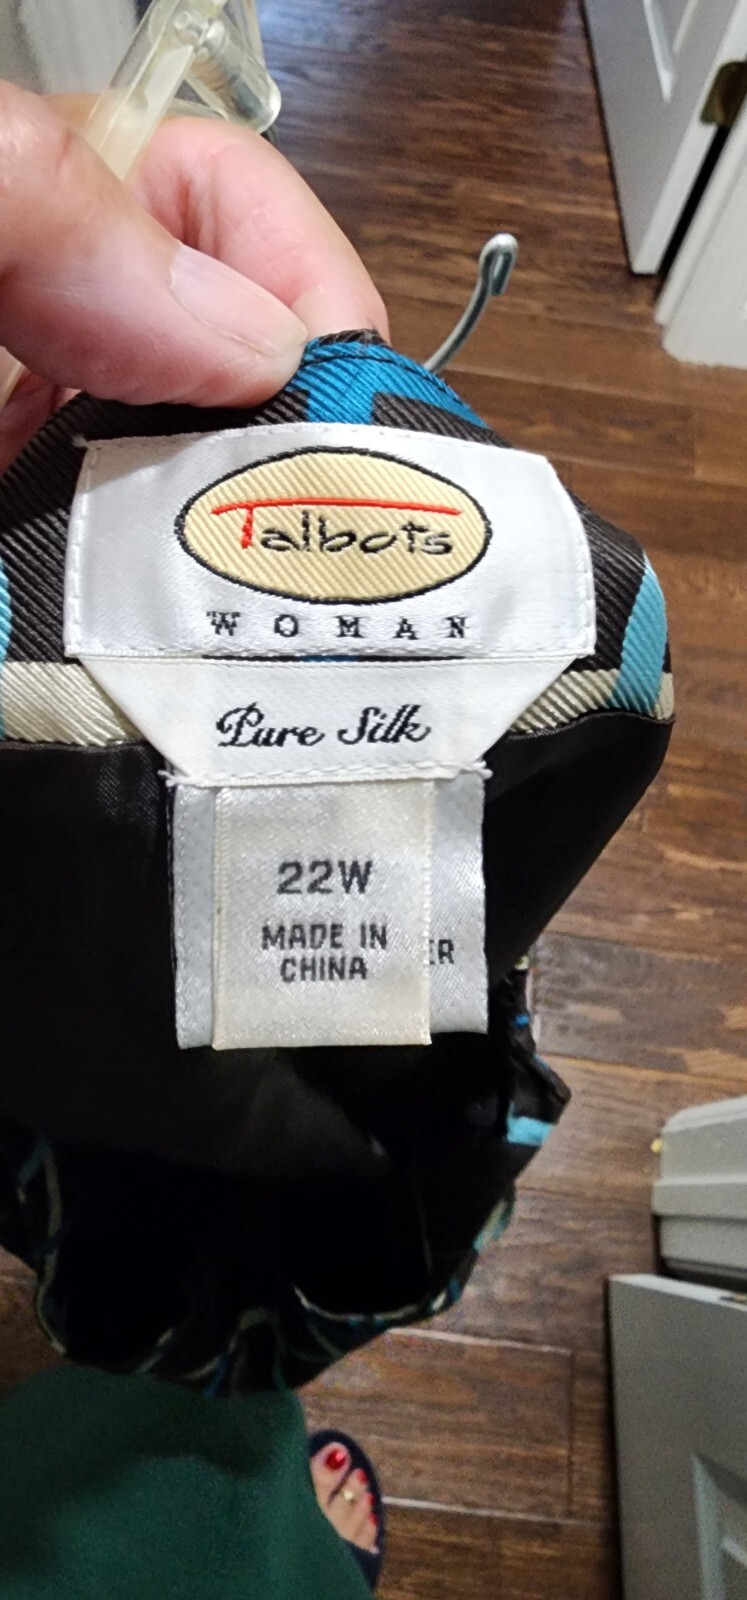 Talbots
WOMAN
Pure Silk
22W
MADE IN
CHINA